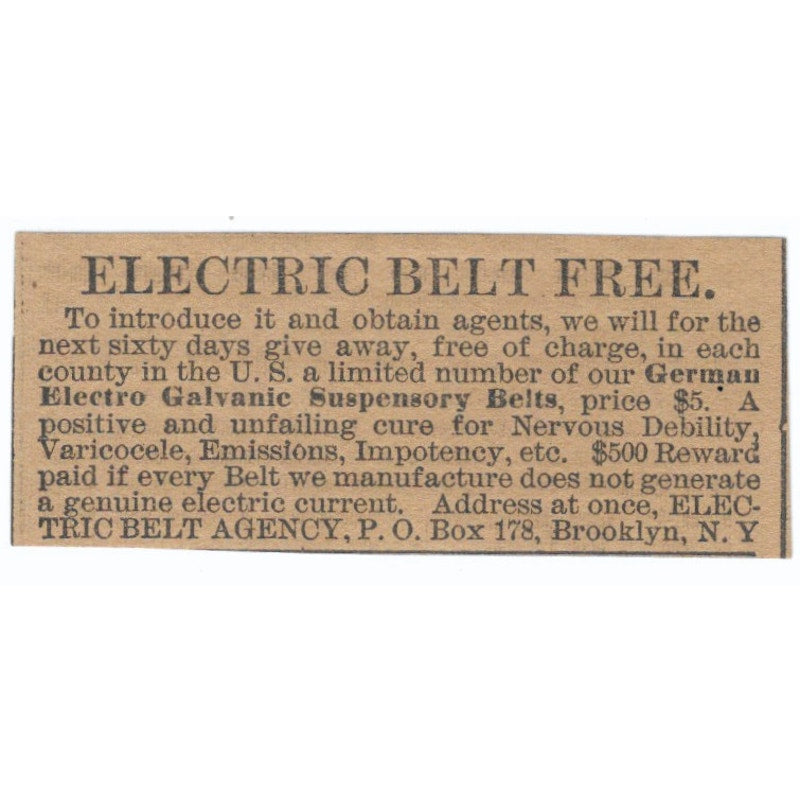 ELECTRIC BELT FREE.
To introduce it and obtain agents, we will for the
next sixty days give away, free of charge, in each
county in the U. S. a limited number of our German
Electro Galvanic Suspensory Belts, price $5. A
positive and unfailing cure for Nervous Debility,
Varicocele, Emissions, Impotency, etc. $500 Reward
paid if every Belt we manufacture does not generate
a genuine electric current. Address at once, ELEC-
TRIC BELT AGENCY, P. O. Box 178, Brooklyn, N. Y